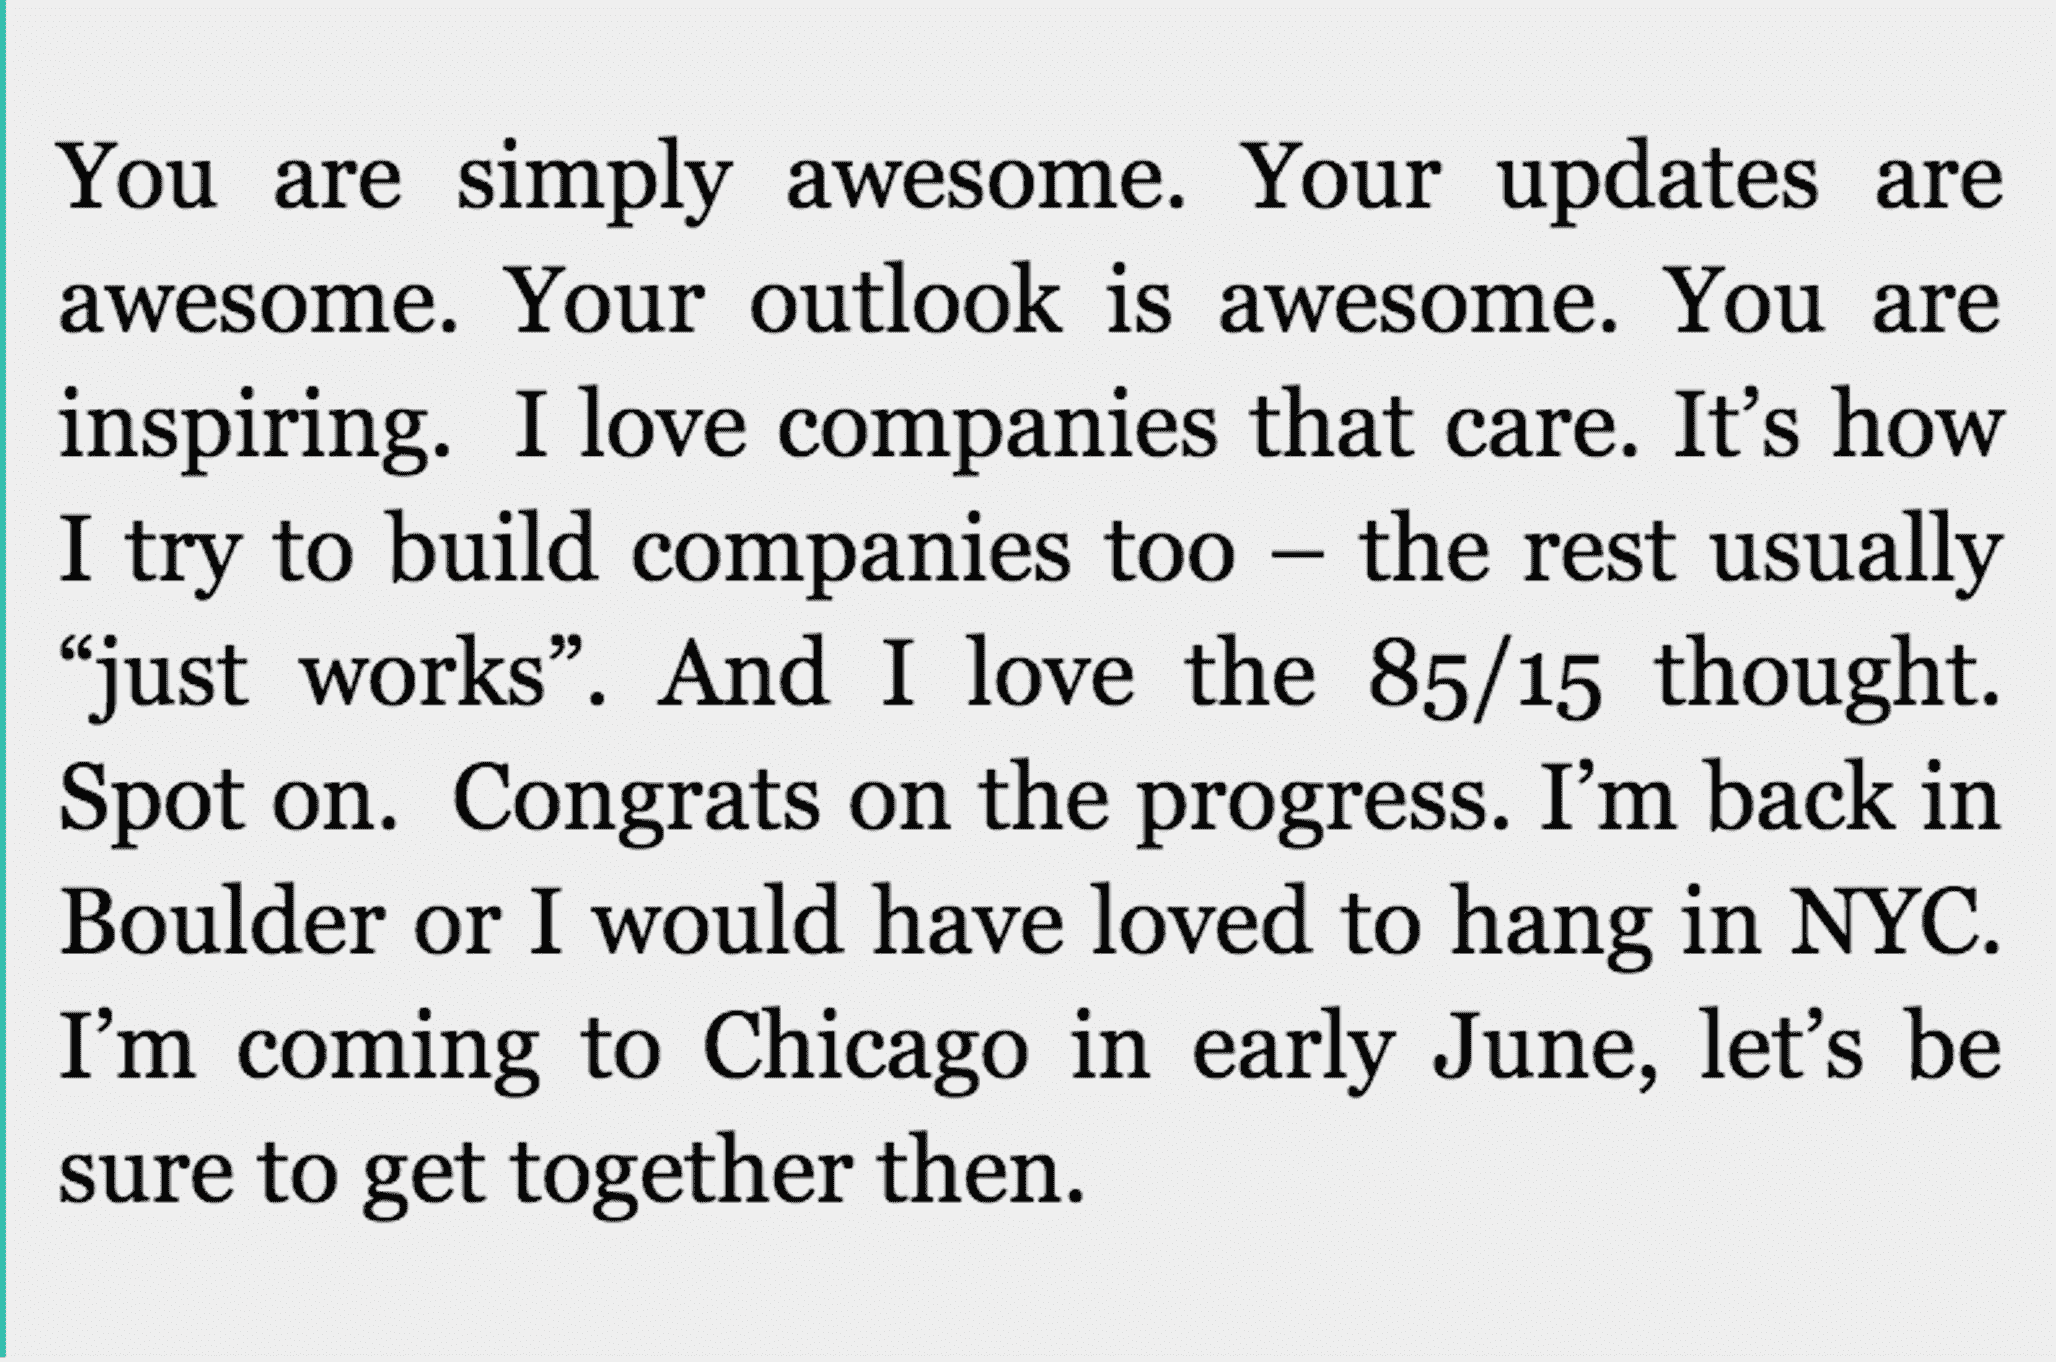 You are simply awesome. Your updates are
awesome. Your outlook is awesome. You are
inspiring.  I love companies that care. It’s how
I try to build companies too – the rest usually
“just works”. And I love the 85/15 thought.
Spot on.  Congrats on the progress. I’m back in
Boulder or I would have loved to hang in NYC.
I’m coming to Chicago in early June, let’s be
sure to get together then.